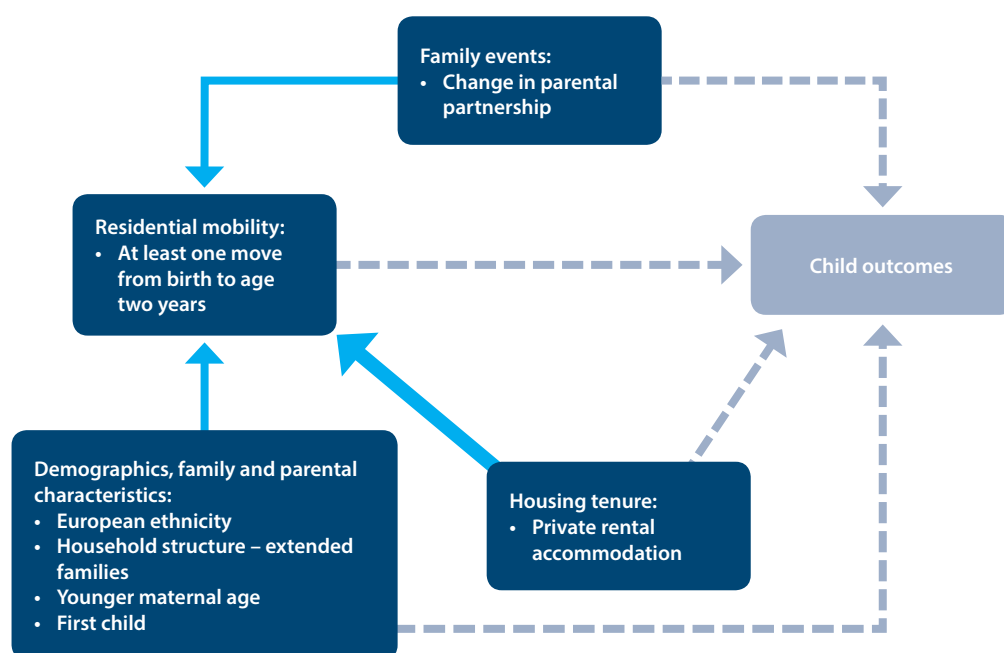 Family events:
• Change in parental
partnership
Residential mobility:
• At least one move
from birth to age
two years
Child outcomes
Demographics, family and parental
characteristics:
• European ethnicity
• Household structure – extended
families
• Younger maternal age
• First child
Housing tenure:
• Private rental
accommodation